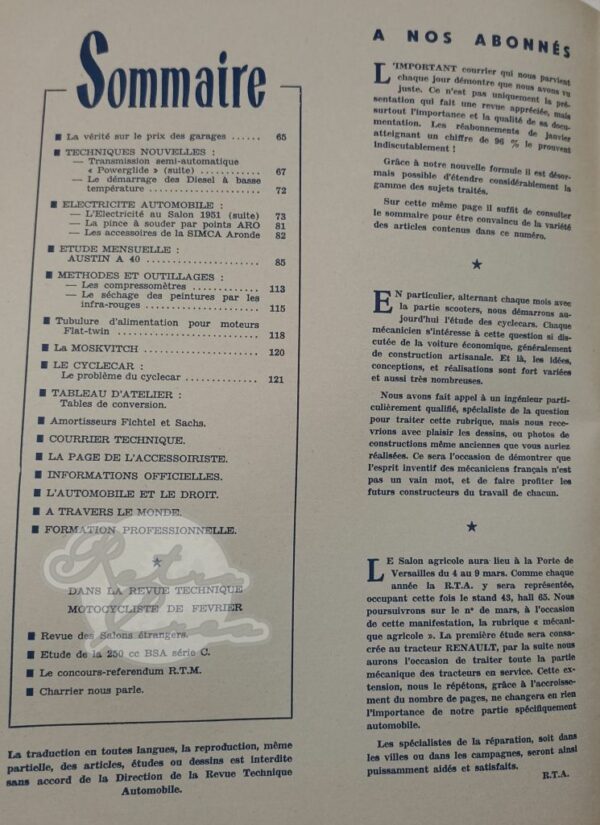 Sommaire
La vérité sur le prix des garages ...... 65
TECHNIQUES NOUVELLES :
— Transmission semi-automatique
« Powerglide » (suite) .............. 67
— Le démarrage des Diesel à basse
température ...................... 72
ELECTRICITE AUTOMOBILE :
— L'Electricité au Salon 1951 (suite) 73
— La pince à souder par points ARO 81
— Les accessoires de la SIMCA Aronde 82
ETUDE MENSUELLE :
AUSTIN A 40 ...................... 85
METHODES ET OUTILLAGES :
— Les compressomètres .............. 113
— Le séchage des peintures par les
infra-rouges ...................... 115
Tubulure d'alimentation pour moteurs
Flat-twin .......................... 118
La MOSKVITCH ...................... 120
LE CYCLECAR :
Le problème du cyclecar ............ 121
TABLEAU D'ATELIER :
Tables de conversion.
Amortisseurs Fichtel et Sachs.
COURRIER TECHNIQUE.
LA PAGE DE L'ACCESSOIRISTE.
INFORMATIONS OFFICIELLES.
L'AUTOMOBILE ET LE DROIT.
A TRAVERS LE MONDE.
FORMATION PROFESSIONNELLE.
DANS LA REVUE TECHNIQUE
MOTOCYCLISTE DE FEVRIER
Revue des Salons étrangers.
Etude de la 250 cc BSA série C.
Le concours-referendum R.T.M.
Charrier nous parle.
La traduction en toutes langues, la reproduction, même
partielle, des articles, études ou dessins est interdite
sans accord de la Direction de la Revue Technique
Automobile.
A NOS ABONNÉS
L'IMPORTANT courrier qui nous parvient
chaque jour démontre que nous avons vu
juste. Ce n'est pas uniquement la pré-
sentation qui fait une revue appréciée, mais
surtout l'importance et la qualité de sa docu-
mentation. Les réabonnements de janvier
atteignant un chiffre de 96 % le prouvent
indiscutablement !
Grâce à notre nouvelle formule il est désor-
mais possible d'étendre considérablement la
gamme des sujets traités.
Sur cette même page il suffit de consulter
le sommaire pour être convaincu de la variété
des articles contenus dans ce numéro.
EN particulier, alternant chaque mois avec
la partie scooters, nous démarrons au-
jourd'hui l'étude des cyclecars. Chaque
mécanicien s'intéresse à cette question si dis-
cutée de la voiture économique, généralement
de construction artisanale. Et là, les idées,
conceptions, et réalisations sont fort variées
et aussi très nombreuses.
Nous avons fait appel à un ingénieur parti-
culièrement qualifié, spécialiste de la question
pour traiter cette rubrique, mais nous rece-
vrions avec plaisir les dessins, ou photos de
constructions même anciennes que vous auriez
réalisées. Ce sera l'occasion de démontrer que
l'esprit inventif des mécaniciens français n'est
pas un vain mot, et de faire profiter les
futurs constructeurs du travail de chacun.
LE Salon agricole aura lieu à la Porte de
Versailles du 4 au 9 mars. Comme chaque
année la R.T.A. y sera représentée,
occupant cette fois le stand 43, hall 65. Nous
poursuivrons sur le n° de mars, à l'occasion
de cette manifestation, la rubrique « mécani-
que agricole ». La première étude sera consa-
crée au tracteur RENAULT, par la suite nous
aurons l'occasion de traiter toute la partie
mécanique des tracteurs en service. Cette ex-
tension, nous le répétons, grâce à l'accroisse-
ment du nombre de pages, ne changera en rien
l'importance de notre partie spécifiquement
automobile.
Les spécialistes de la réparation, soit dans
les villes ou dans les campagnes, seront ainsi
puissamment aidés et satisfaits.
R.T.A.